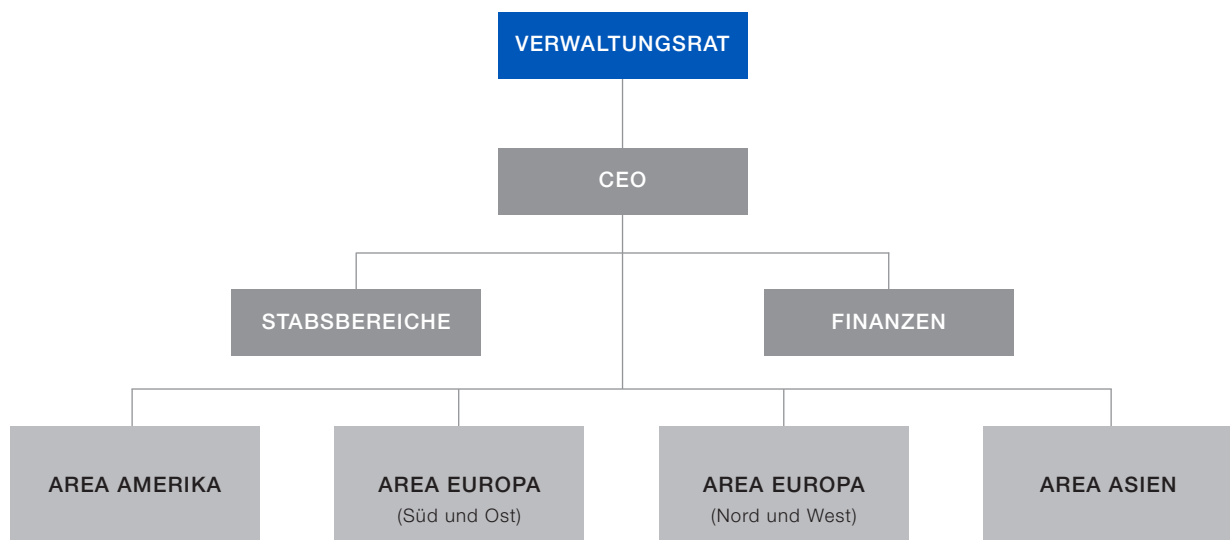 VERWALTUNGSRAT
CEO
STABSBEREICHE
FINANZEN
AREA AMERIKA
AREA EUROPA
(Süd und Ost)
AREA EUROPA
(Nord und West)
AREA ASIEN